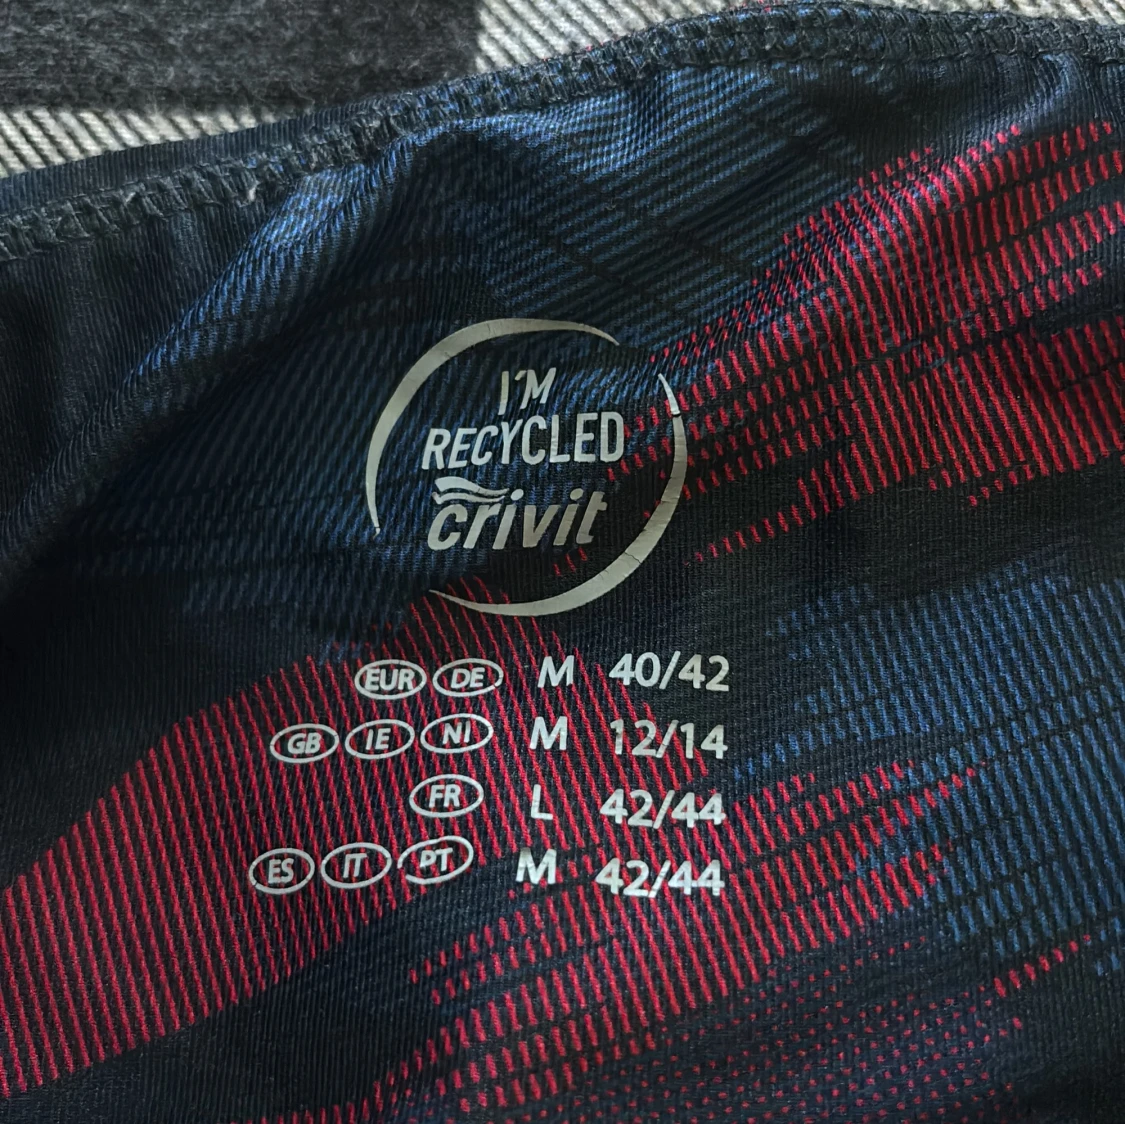 I'M
RECYCLED
crivit
EUR DE M 40/42
GB IE NI M 12/14
FR L 42/44
ES IT PT M 42/44